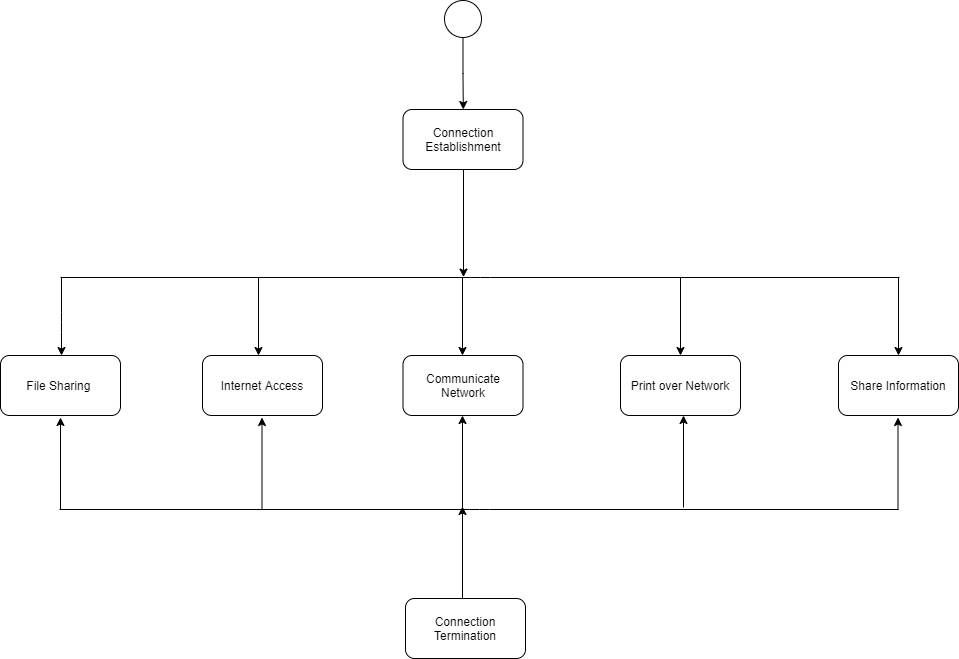 Connection
Establishment
File Sharing
Internet Access
Communicate
Network
Print over Network
Share Information
Connection
Termination